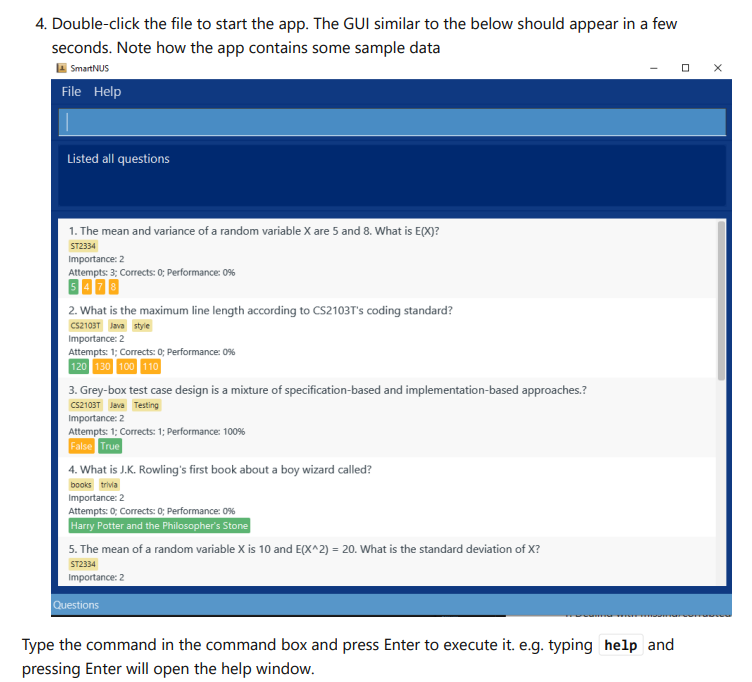 4. Double-click the file to start the app. The GUI similar to the below should appear in a few
seconds. Note how the app contains some sample data
SmartNUS
File Help
Listed all questions
1. The mean and variance of a random variable X are 5 and 8. What is E(X)?
ST2334
Importance: 2
Attempts: 3; Corrects: 0; Performance: 0%
5 4 7 8
2. What is the maximum line length according to CS2103T's coding standard?
CS2103T Java style
Importance: 2
Attempts: 1; Corrects: 0; Performance: 0%
120 130 100 110
3. Grey-box test case design is a mixture of specification-based and implementation-based approaches.?
CS2103T Java Testing
Importance: 2
Attempts: 1; Corrects: 1; Performance: 100%
False True
4. What is J.K. Rowling's first book about a boy wizard called?
books trivia
Importance: 2
Attempts: 0; Corrects: 0; Performance: 0%
Harry Potter and the Philosopher's Stone
5. The mean of a random variable X is 10 and E(X^2) = 20. What is the standard deviation of X?
ST2334
Importance: 2
Questions
Type the command in the command box and press Enter to execute it. e.g. typing help and
pressing Enter will open the help window.